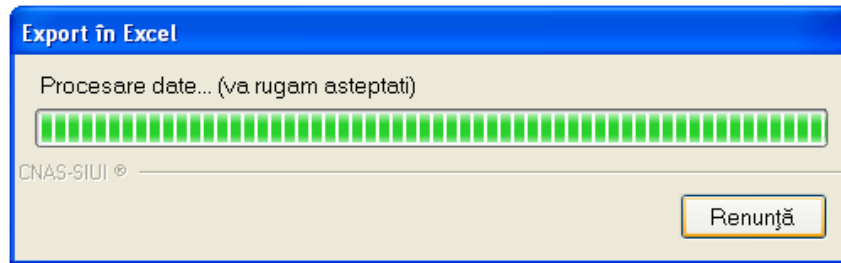 Export în Excel
Procesare date... (va rugam asteptati)
CNAS-SIUI ®
Renunţă